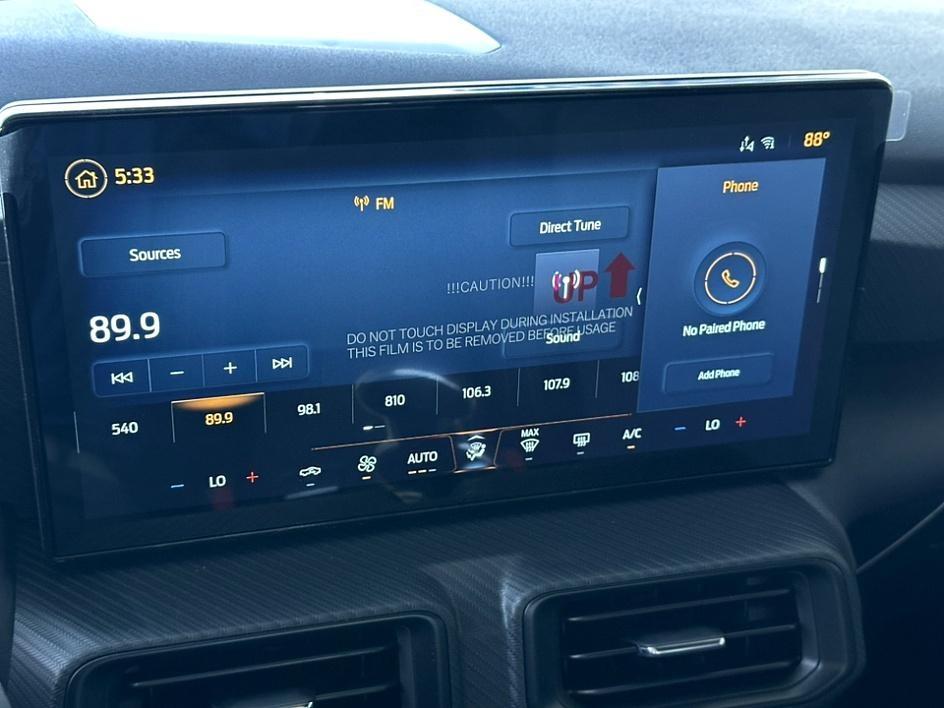 5:33
88°
FM
Phone
Sources
Direct Tune
!!!CAUTION!!!
UP
89.9
DO NOT TOUCH DISPLAY DURING INSTALLATION
THIS FILM IS TO BE REMOVED BEFORE USAGE
Sound
No Paired Phone
Add Phone
540
89.9
98.1
810
106.3
107.9
108
LO
AUTO
MAX
A/C
LO